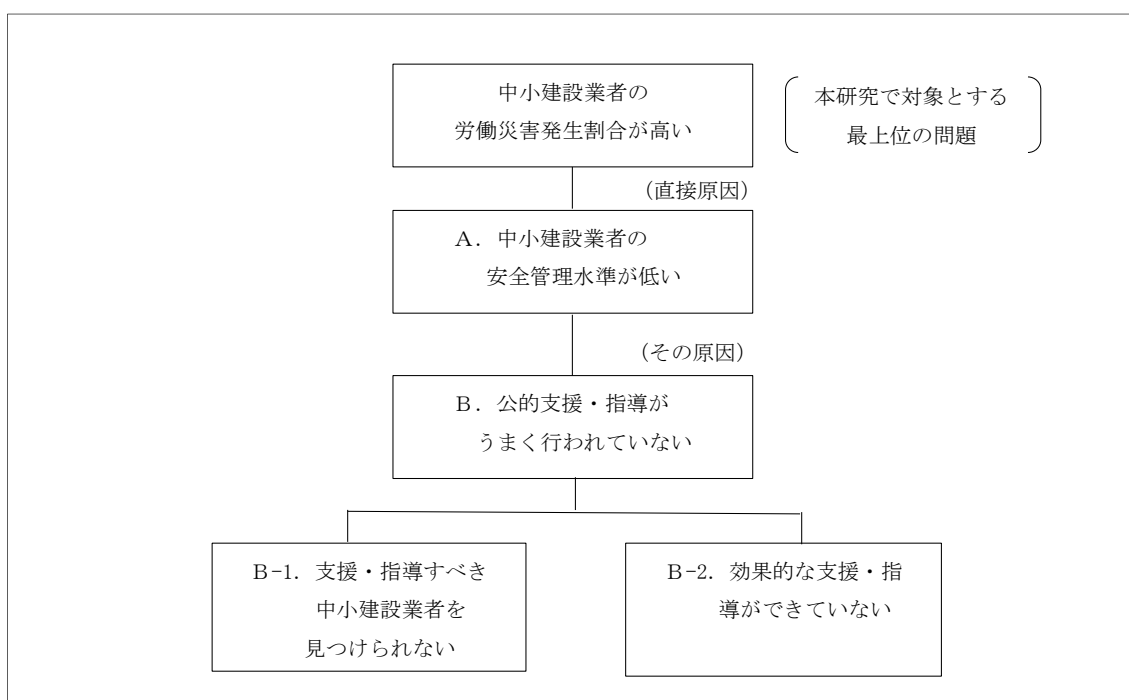 中小建設業者の
労働災害発生割合が高い
本研究で対象とする
最上位の問題
(直接原因)
A．中小建設業者の
安全管理水準が低い
(その原因)
B．公的支援・指導が
うまく行われていない
B-1．支援・指導すべき
中小建設業者を
見つけられない
B-2．効果的な支援・指
導ができていない